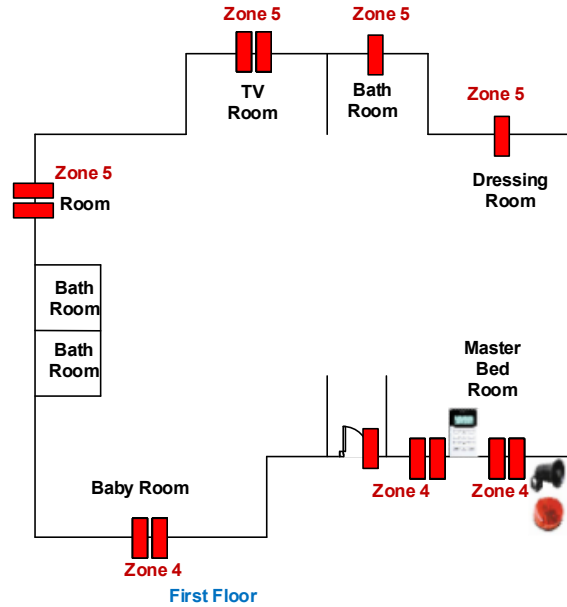 Zone 5
Zone 5
TV
Room
Bath
Room
Zone 5
Dressing
Room
Zone 5
Room
Bath
Room
Bath
Room
Master
Bed
Room
Baby Room
Zone 4
Zone 4
Zone 4
First Floor